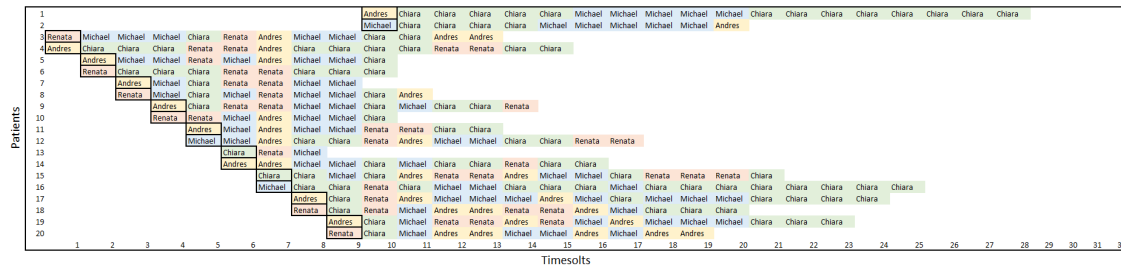 1 Andres Chiara Chiara Chiara Chiara Chiara Michael Michael Michael Michael Michael Chiara Chiara Chiara Chiara Chiara Chiara Chiara Chiara
2 Michael Chiara Chiara Chiara Chiara Michael Michael Michael Michael Michael Andres
3 Renata Michael Michael Michael Chiara Renata Andres Michael Michael Chiara Chiara Andres Andres
4 Andres Chiara Chiara Chiara Renata Renata Andres Chiara Chiara Chiara Chiara Renata Renata Chiara Chiara
5 Andres Michael Michael Renata Michael Andres Renata Michael Chiara
6 Renata Chiara Chiara Chiara Renata Andres Chiara Chiara Chiara
7 Andres Michael Chiara Renata Renata Michael Michael
8 Renata Michael Chiara Michael Renata Andres Michael Chiara Andres
9 Andres Chiara Renata Renata Michael Michael Chiara Michael Chiara Chiara Renata
10 Renata Renata Michael Andres Michael Michael Chiara
11 Andres Michael Andres Michael Michael Renata Renata Chiara Chiara
12 Michael Michael Andres Chiara Chiara Renata Andres Michael Michael Chiara Chiara Renata Renata
13 Chiara Renata Michael
14 Andres Andres Michael Michael Chiara Michael Chiara Chiara Renata Chiara Chiara
15 Chiara Chiara Michael Chiara Andres Renata Renata Andres Michael Michael Chiara Renata Renata Renata Chiara
16 Michael Chiara Chiara Renata Chiara Michael Chiara Chiara Chiara Michael Michael Chiara Chiara Chiara Chiara Chiara Chiara Chiara Chiara
17 Andres Chiara Renata Andres Michael Michael Michael Andres Michael Andres Michael Chiara Chiara Chiara Chiara Chiara Chiara
18 Renata Chiara Renata Michael Andres Andres Renata Renata Andres Michael Chiara Chiara Chiara
19 Andres Chiara Michael Renata Renata Andres Renata Michael Andres Michael Michael Michael Chiara Chiara Chiara
20 Renata Chiara Michael Andres Andres Michael Michael Andres Michael Andres Andres
1 2 3 4 5 6 7 8 9 10 11 12 13 14 15 16 17 18 19 20 21 22 23 24 25 26 27 28 29 30 31
Patients
Timesolts